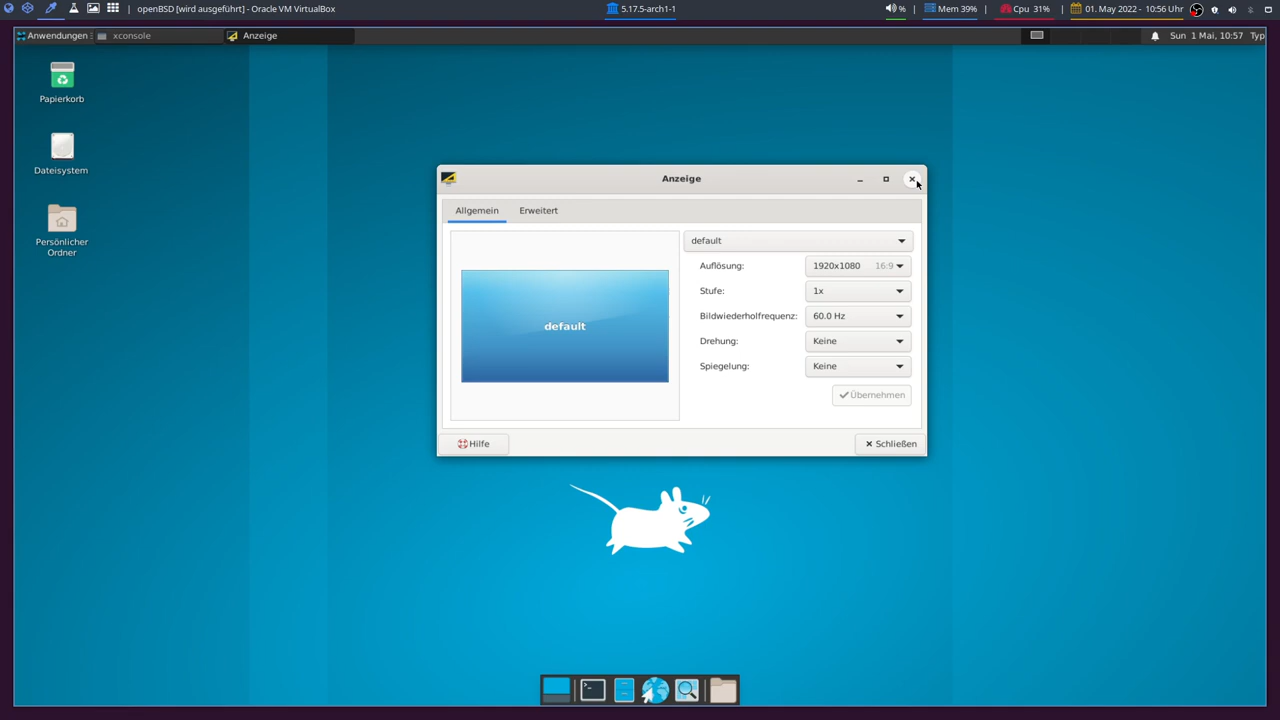 openBSD [wird ausgeführt] - Oracle VM VirtualBox
5.17.5-arch1-1
%
Mem 39%
Cpu 31%
01. May 2022 - 10:56 Uhr
Anwendungen
xconsole
Anzeige
Sun 1 Mai, 10:57
Typ
Papierkorb
Dateisystem
Persönlicher
Ordner
Anzeige
Allgemein
Erweitert
default
default
Auflösung:
1920x1080 16:9
Stufe:
1x
Bildwiederholfrequenz:
60.0 Hz
Drehung:
Keine
Spiegelung:
Keine
Übernehmen
Hilfe
Schließen